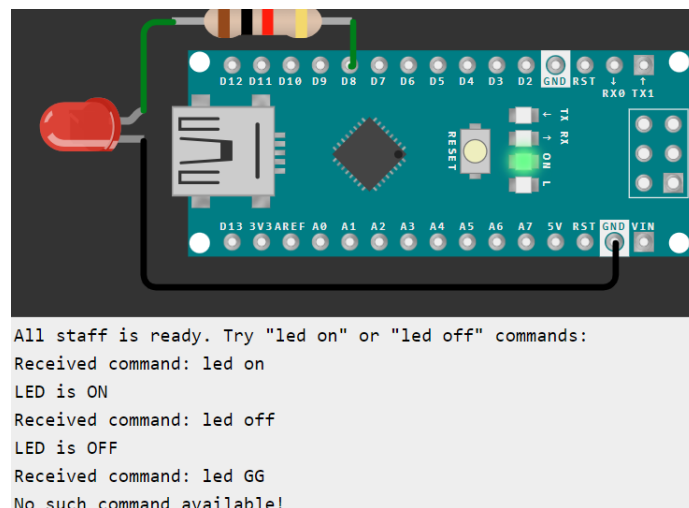 D12 D11 D10 D9 D8 D7 D6 D5 D4 D3 D2 GND RST ↓ ↑
RX0 TX1
RESET
TX ←
RX →
ON
L
D13 3V3 AREF A0 A1 A2 A3 A4 A5 A6 A7 5V RST GND VIN
All staff is ready. Try "led on" or "led off" commands:
Received command: led on
LED is ON
Received command: led off
LED is OFF
Received command: led GG
No such command available!